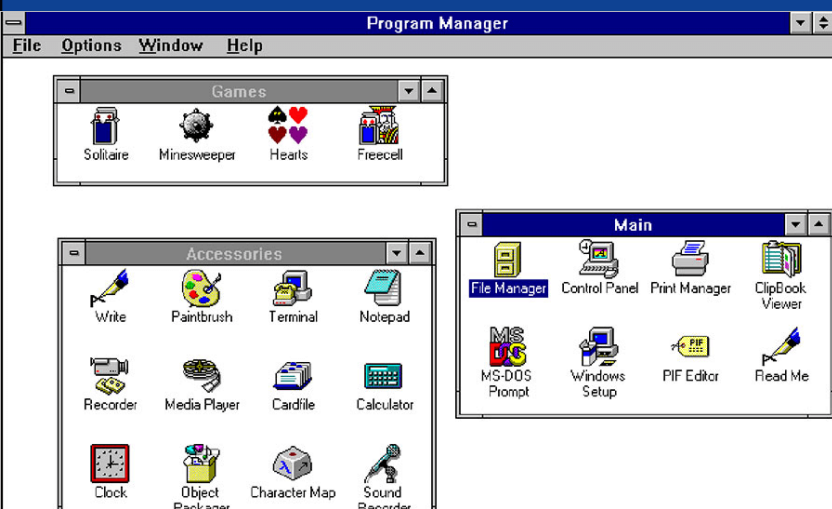 Program Manager
File Options Window Help
Games
Solitaire Minesweeper Hearts Freecell
Main
File Manager Control Panel Print Manager ClipBook Viewer
MS DOS
PIF
MS-DOS Prompt Windows Setup PIF Editor Read Me
Accessories
Write Paintbrush Terminal Notepad
Recorder Media Player Cardfile Calculator
Clock Object Packager Character Map Sound Recorder